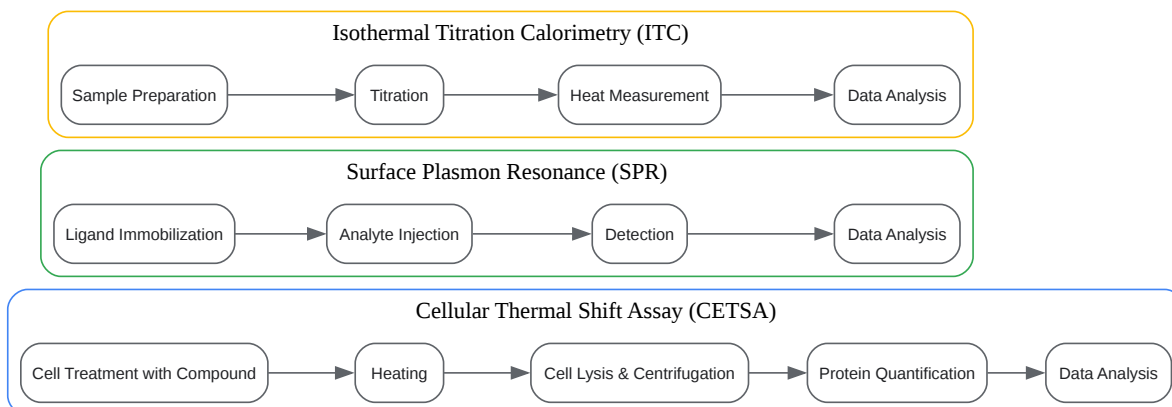 Isothermal Titration Calorimetry (ITC)
Sample Preparation
Titration
Heat Measurement
Data Analysis
Surface Plasmon Resonance (SPR)
Ligand Immobilization
Analyte Injection
Detection
Data Analysis
Cellular Thermal Shift Assay (CETSA)
Cell Treatment with Compound
Heating
Cell Lysis & Centrifugation
Protein Quantification
Data Analysis